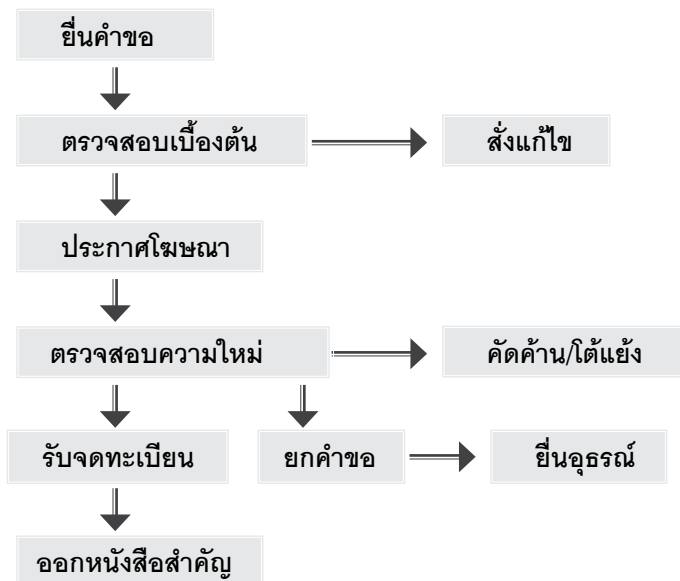 ยื่นคำขอ
ตรวจสอบเบื้องต้น
สั่งแก้ไข
ประกาศโฆษณา
ตรวจสอบความใหม่
คัดค้าน/โต้แย้ง
รับจดทะเบียน
ยกคำขอ
ยื่นอุธรณ์
ออกหนังสือสำคัญ